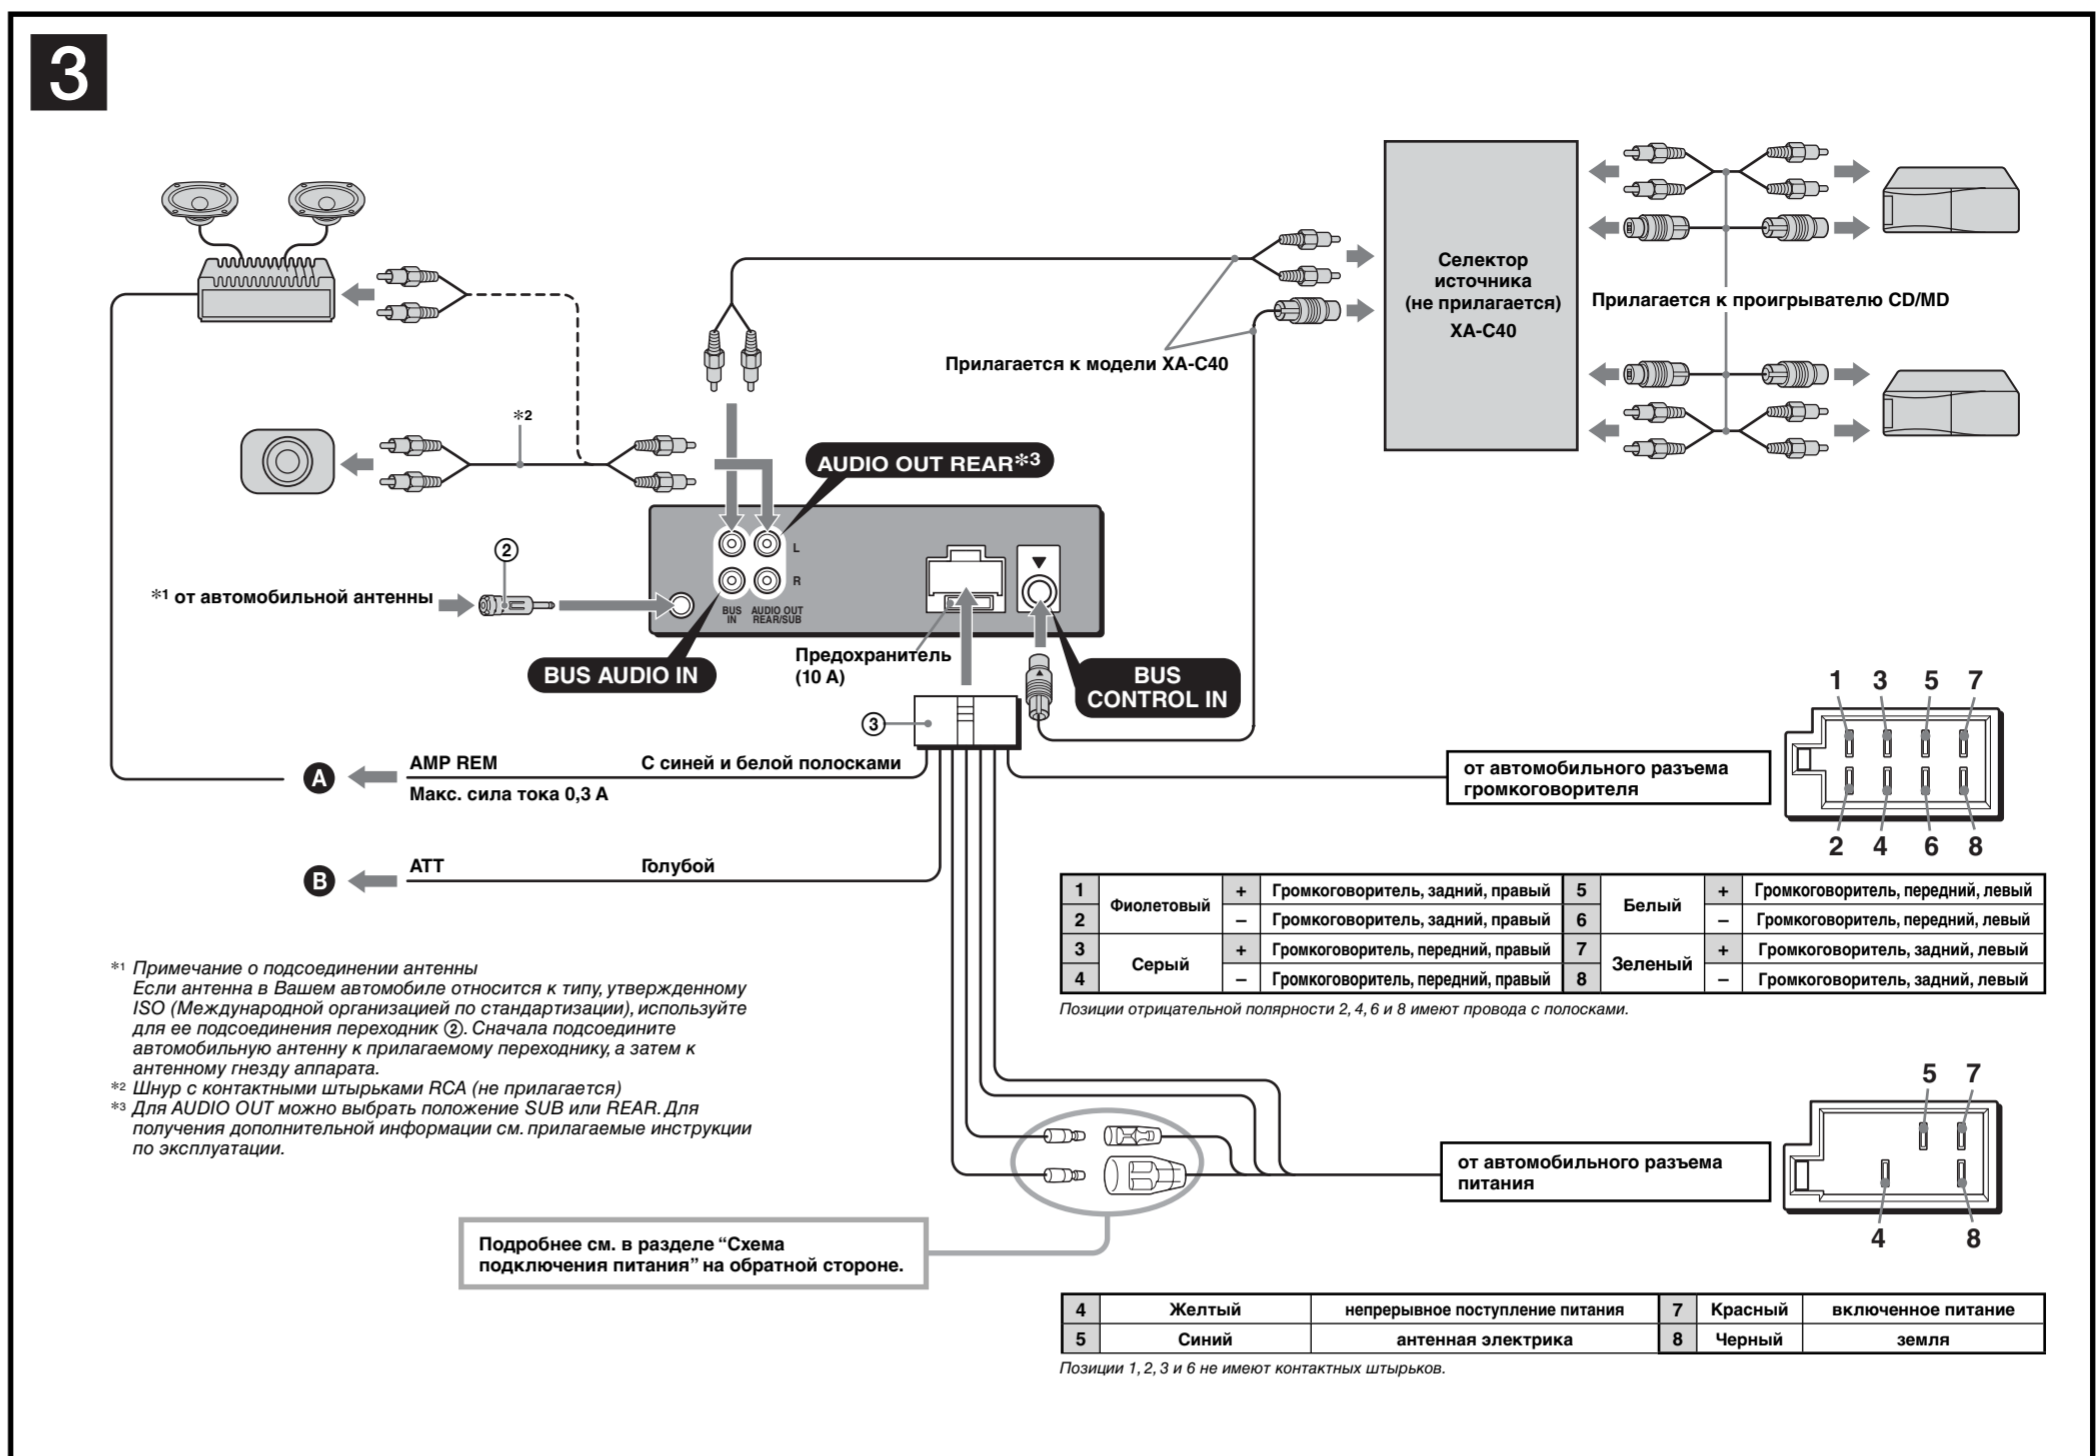 3
Селектор
источника
(не прилагается)
XA-C40
Прилагается к проигрывателю CD/MD
Прилагается к модели XA-C40
*2
AUDIO OUT REAR*3
②
*1 от автомобильной антенны
L
R
BUS IN
AUDIO OUT REAR/SUB
BUS AUDIO IN
Предохранитель
(10 A)
BUS
CONTROL IN
③
1 3 5 7
A
AMP REM
С синей и белой полосками
Макс. сила тока 0,3 А
от автомобильного разъема
громкоговорителя
2 4 6 8
B
ATT
Голубой
1 Фиолетовый + Громкоговоритель, задний, правый 5 Белый + Громкоговоритель, передний, левый
2 – Громкоговоритель, задний, правый 6 – Громкоговоритель, передний, левый
3 Серый + Громкоговоритель, передний, правый 7 Зеленый + Громкоговоритель, задний, левый
4 – Громкоговоритель, передний, правый 8 – Громкоговоритель, задний, левый
Позиции отрицательной полярности 2, 4, 6 и 8 имеют провода с полосками.
*1 Примечание о подсоединении антенны
Если антенна в Вашем автомобиле относится к типу, утвержденному
ISO (Международной организацией по стандартизации), используйте
для ее подсоединения переходник ②. Сначала подсоедините
автомобильную антенну к прилагаемому переходнику, а затем к
антенному гнезду аппарата.
*2 Шнур с контактными штырьками RCA (не прилагается)
*3 Для AUDIO OUT можно выбрать положение SUB или REAR. Для
получения дополнительной информации см. прилагаемые инструкции
по эксплуатации.
5 7
от автомобильного разъема
питания
4 8
Подробнее см. в разделе “Схема
подключения питания” на обратной стороне.
4 Желтый непрерывное поступление питания 7 Красный включенное питание
5 Синий антенная электрика 8 Черный земля
Позиции 1, 2, 3 и 6 не имеют контактных штырьков.